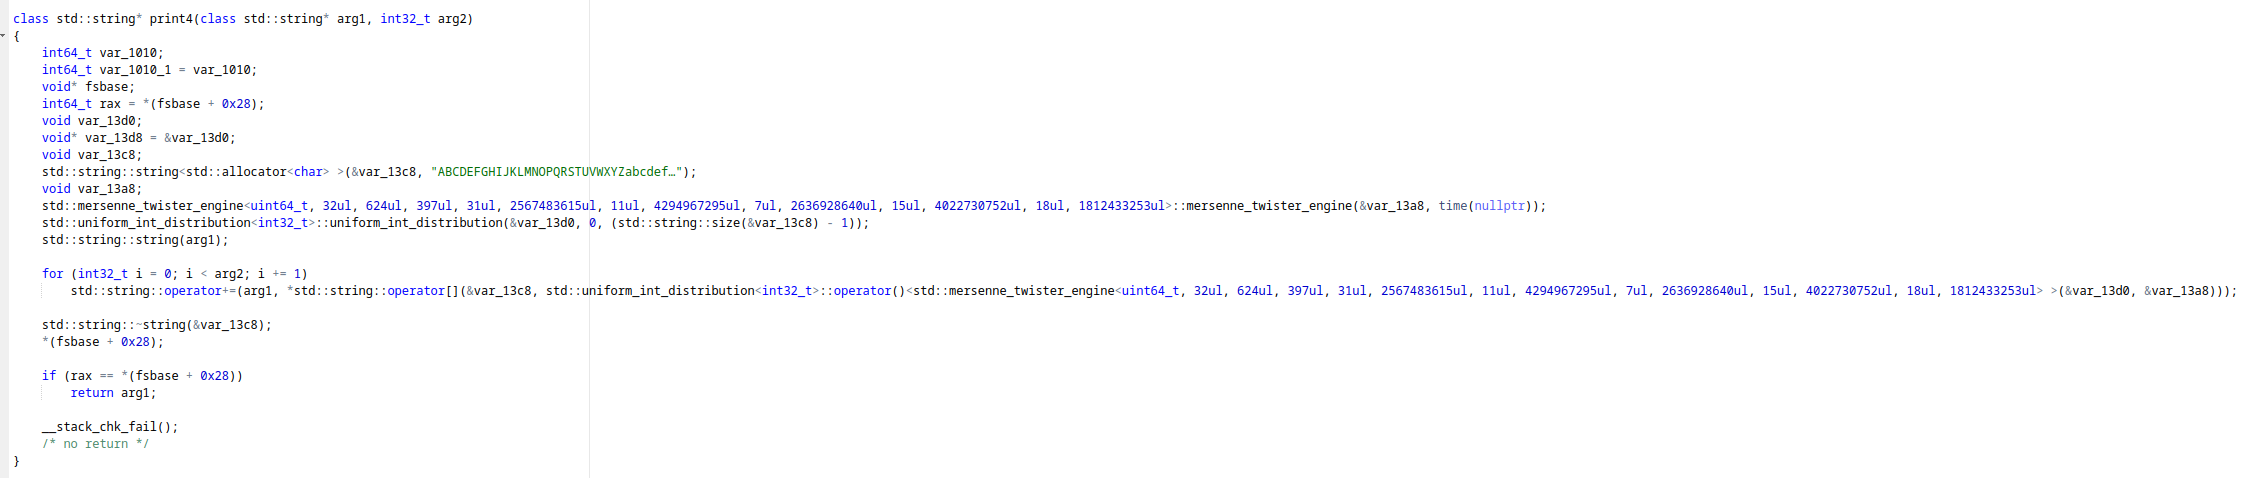 class std::string* print4(class std::string* arg1, int32_t arg2)
{
    int64_t var_1010;
    int64_t var_1010_1 = var_1010;
    void* fsbase;
    int64_t rax = *(fsbase + 0x28);
    void var_13d0;
    void* var_13d8 = &var_13d0;
    void var_13c8;
    std::string::string<std::allocator<char> >(&var_13c8, "ABCDEFGHIJKLMNOPQRSTUVWXYZabcdef…");
    void var_13a8;
    std::mersenne_twister_engine<uint64_t, 32ul, 624ul, 397ul, 31ul, 2567483615ul, 11ul, 4294967295ul, 7ul, 2636928640ul, 15ul, 4022730752ul, 18ul, 1812433253ul>::mersenne_twister_engine(&var_13a8, time(nullptr));
    std::uniform_int_distribution<int32_t>::uniform_int_distribution(&var_13d0, 0, (std::string::size(&var_13c8) - 1));
    std::string::string(arg1);
    for (int32_t i = 0; i < arg2; i += 1)
        std::string::operator+=(arg1, *std::string::operator[](&var_13c8, std::uniform_int_distribution<int32_t>::operator()<std::mersenne_twister_engine<uint64_t, 32ul, 624ul, 397ul, 31ul, 2567483615ul, 11ul, 4294967295ul, 7ul, 2636928640ul, 15ul, 4022730752ul, 18ul, 1812433253ul> >(&var_13d0, &var_13a8)));
    std::string::~string(&var_13c8);
    *(fsbase + 0x28);
    if (rax == *(fsbase + 0x28))
        return arg1;
    __stack_chk_fail();
    /* no return */
}